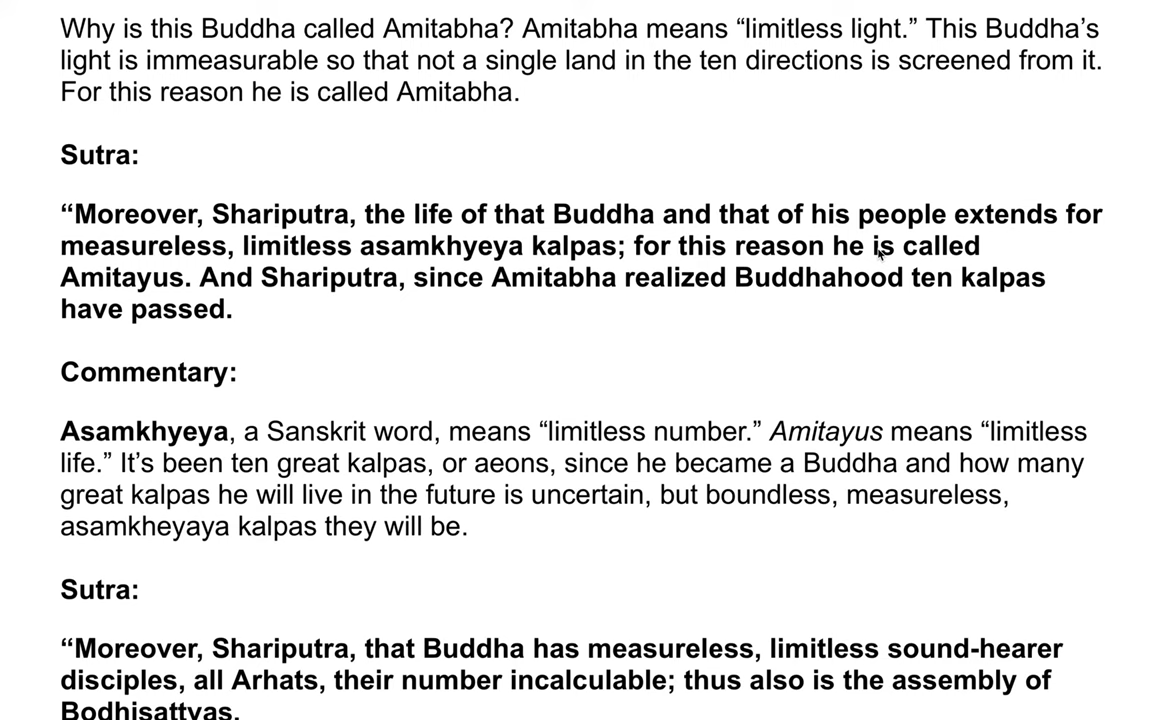 Why is this Buddha called Amitabha? Amitabha means “limitless light.” This Buddha’s
light is immeasurable so that not a single land in the ten directions is screened from it.
For this reason he is called Amitabha.
Sutra:
“Moreover, Shariputra, the life of that Buddha and that of his people extends for
measureless, limitless asamkhyeya kalpas; for this reason he is called
Amitayus. And Shariputra, since Amitabha realized Buddhahood ten kalpas
have passed.
Commentary:
Asamkhyeya, a Sanskrit word, means “limitless number.” Amitayus means “limitless
life.” It’s been ten great kalpas, or aeons, since he became a Buddha and how many
great kalpas he will live in the future is uncertain, but boundless, measureless,
asamkheyaya kalpas they will be.
Sutra:
“Moreover, Shariputra, that Buddha has measureless, limitless sound-hearer
disciples, all Arhats, their number incalculable; thus also is the assembly of
Bodhisattvas.